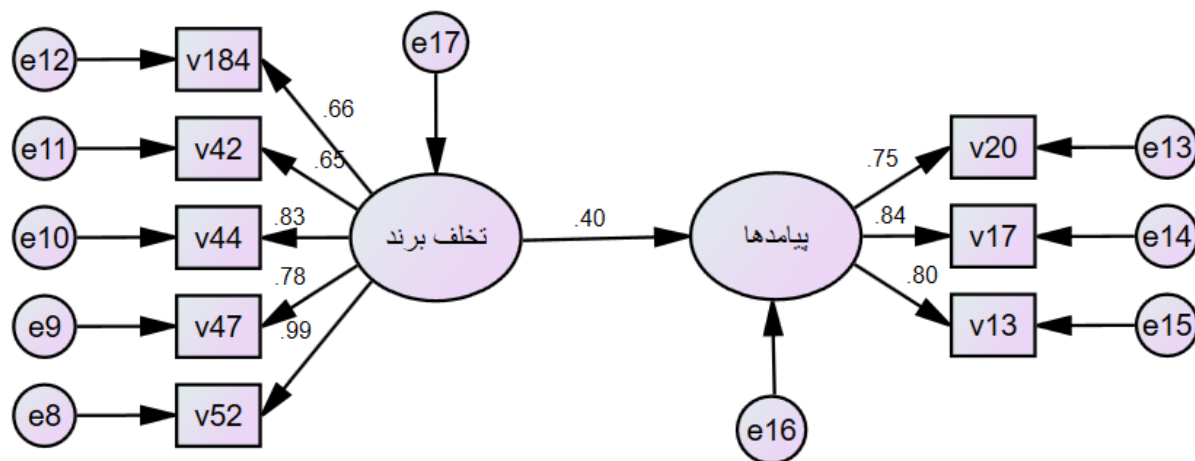 e12
v184
e17
.66
e11
v42
.65
e10
v44
.83
تخلف برند
.40
پیامدها
.75
v20
e13
.84
v17
e14
.80
v13
e15
.78
e9
v47
.99
e8
v52
e16